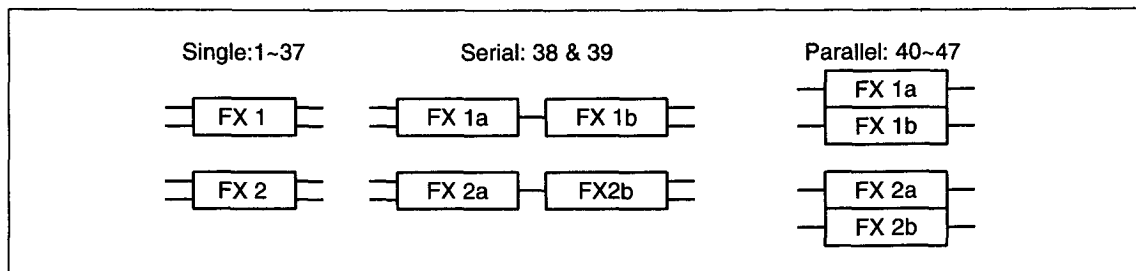 Single:1~37
Serial: 38 & 39
Parallel: 40~47
FX 1
FX 1a
FX 1b
FX 1a
FX 1b
FX 2
FX 2a
FX2b
FX 2a
FX 2b